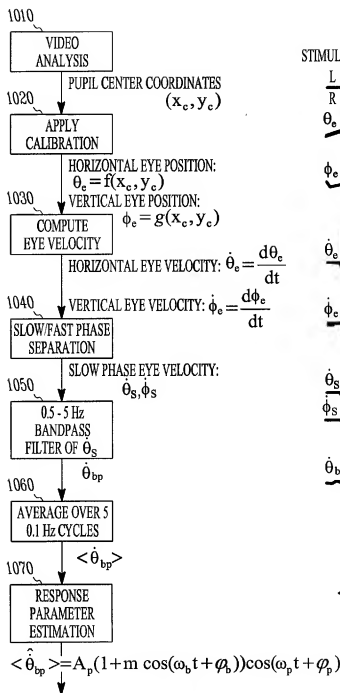 1010
VIDEO
ANALYSIS
PUPIL CENTER COORDINATES
(x_c, y_c)
1020
APPLY
CALIBRATION
HORIZONTAL EYE POSITION:
θ_e = f(x_c, y_c)
VERTICAL EYE POSITION:
ϕ_e = g(x_c, y_c)
1030
COMPUTE
EYE VELOCITY
HORIZONTAL EYE VELOCITY: θ̇_e = dθ_e/dt
VERTICAL EYE VELOCITY: ϕ̇_e = dϕ_e/dt
1040
SLOW/FAST PHASE
SEPARATION
SLOW PHASE EYE VELOCITY:
θ̇_S, ϕ̇_S
1050
0.5 - 5 Hz
BANDPASS
FILTER OF θ̇_S
θ̇_bp
1060
AVERAGE OVER 5
0.1 Hz CYCLES
<θ̇_bp>
1070
RESPONSE
PARAMETER
ESTIMATION
<θ̇̂_bp>=A_p(1+m cos(ω_b t+φ_b))cos(ω_p t+φ_p)
STIMUL
L
R
θ_e
ϕ_e
θ̇_e
ϕ̇_e
θ̇_S
ϕ̇_S
θ̇_b